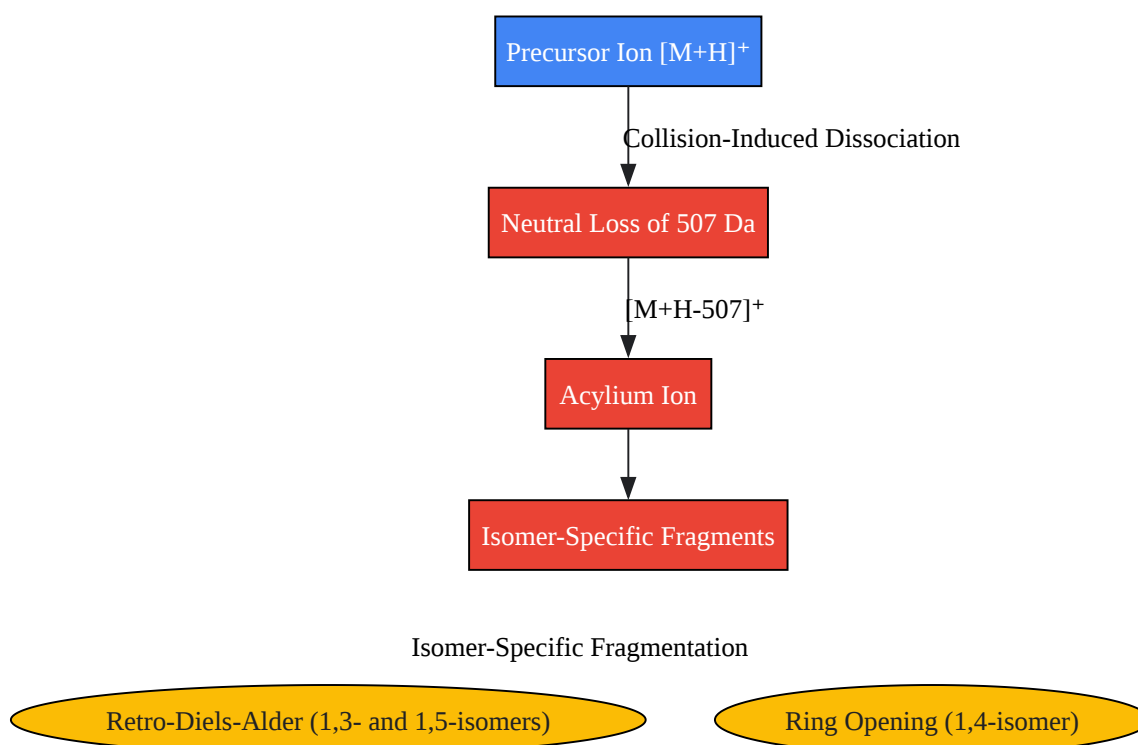 Precursor Ion [M+H]⁺
Collision-Induced Dissociation
Neutral Loss of 507 Da
[M+H-507]⁺
Acylium Ion
Isomer-Specific Fragments
Isomer-Specific Fragmentation
Retro-Diels-Alder (1,3- and 1,5-isomers)
Ring Opening (1,4-isomer)